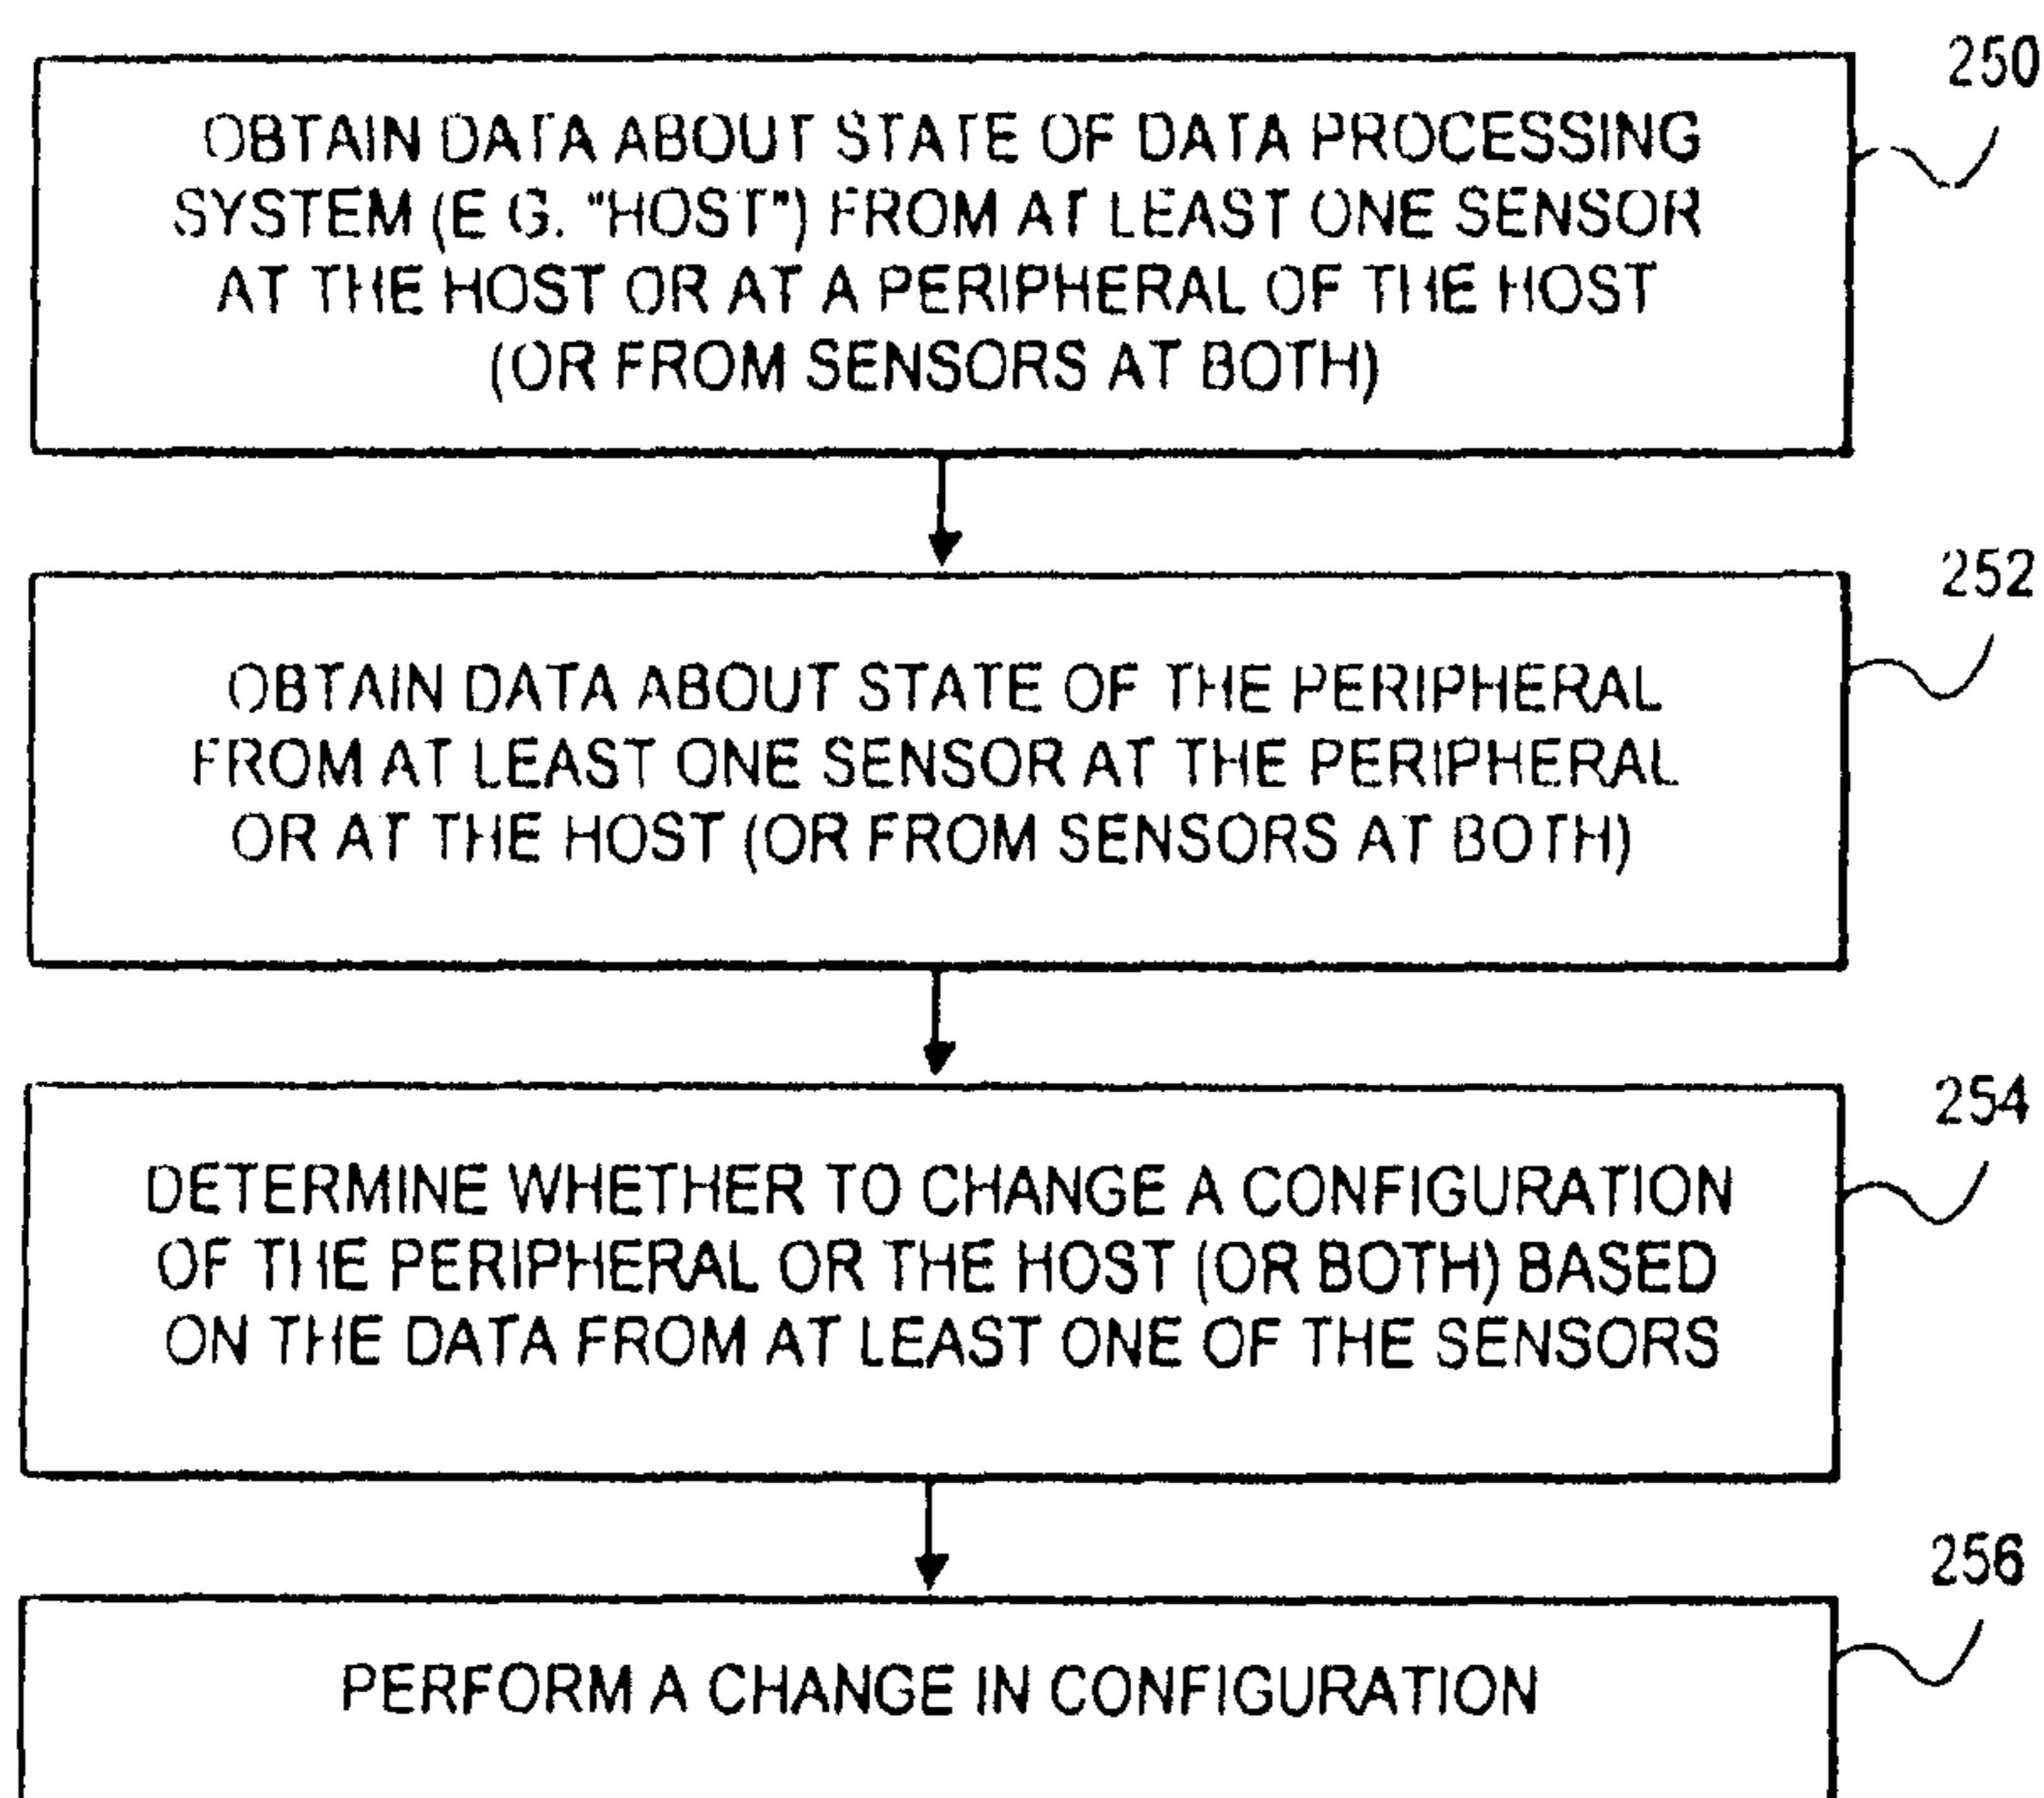 250
OBTAIN DATA ABOUT STATE OF DATA PROCESSING
SYSTEM (E G. "HOST") FROM AT LEAST ONE SENSOR
AT THE HOST OR AT A PERIPHERAL OF THE HOST
(OR FROM SENSORS AT BOTH)
252
OBTAIN DATA ABOUT STATE OF THE PERIPHERAL
FROM AT LEAST ONE SENSOR AT THE PERIPHERAL
OR AT THE HOST (OR FROM SENSORS AT BOTH)
254
DETERMINE WHETHER TO CHANGE A CONFIGURATION
OF THE PERIPHERAL OR THE HOST (OR BOTH) BASED
ON THE DATA FROM AT LEAST ONE OF THE SENSORS
256
PERFORM A CHANGE IN CONFIGURATION